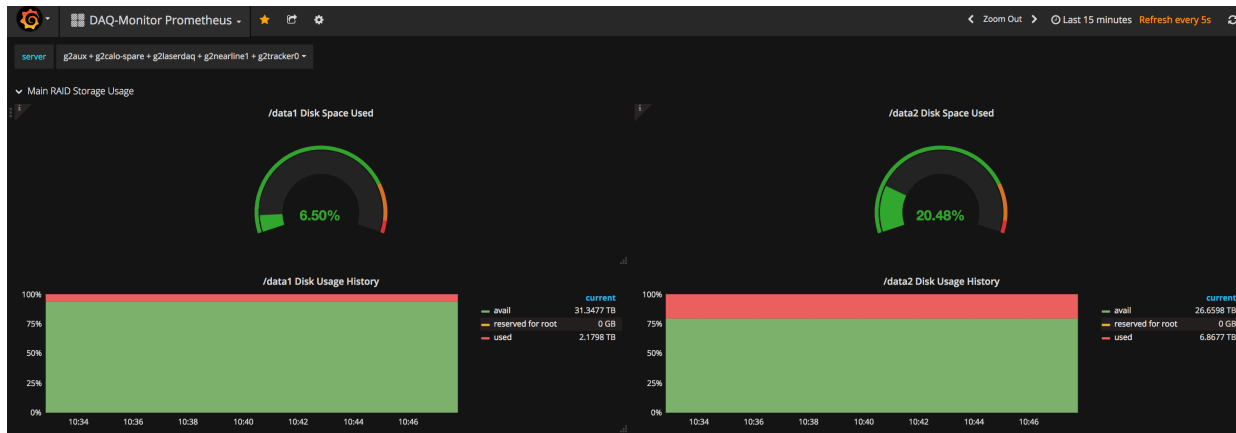 DAQ-Monitor Prometheus
Zoom Out Last 15 minutes Refresh every 5s
server g2aux + g2calo-spare + g2laserdaq + g2nearline1 + g2tracker0
Main RAID Storage Usage
/data1 Disk Space Used
6.50%
/data2 Disk Space Used
20.48%
/data1 Disk Usage History
100%
75%
50%
25%
0%
10:34 10:36 10:38 10:40 10:42 10:44 10:46
current
avail 31.3477 TB
reserved for root 0 GB
used 2.1798 TB
/data2 Disk Usage History
100%
75%
50%
25%
0%
10:34 10:36 10:38 10:40 10:42 10:44 10:46
current
avail 26.6598 TB
reserved for root 0 GB
used 6.8677 TB